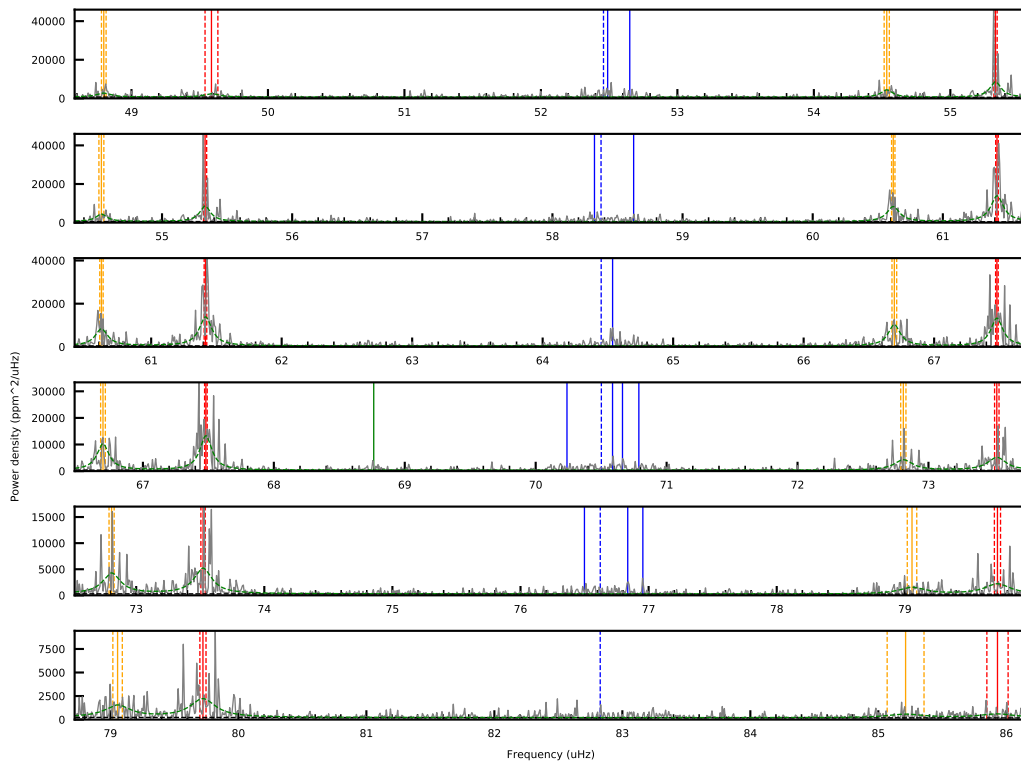 40000
20000
0
49 50 51 52 53 54 55
40000
20000
0
55 56 57 58 59 60 61
40000
20000
0
61 62 63 64 65 66 67
30000
20000
10000
0
67 68 69 70 71 72 73
15000
10000
5000
0
73 74 75 76 77 78 79
7500
5000
2500
0
79 80 81 82 83 84 85 86
Power density (ppm^2/uHz)
Frequency (uHz)